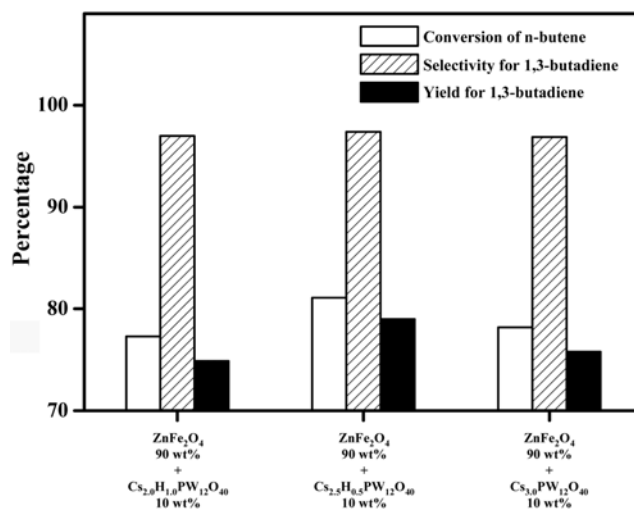 Conversion of n-butene
Selectivity for 1,3-butadiene
Yield for 1,3-butadiene
Percentage
100
90
80
70
ZnFe₂O₄
90 wt%
+
Cs₂.₀H₁.₀PW₁₂O₄₀
10 wt%
ZnFe₂O₄
90 wt%
+
Cs₂.₅H₀.₅PW₁₂O₄₀
10 wt%
ZnFe₂O₄
90 wt%
+
Cs₃.₀PW₁₂O₄₀
10 wt%